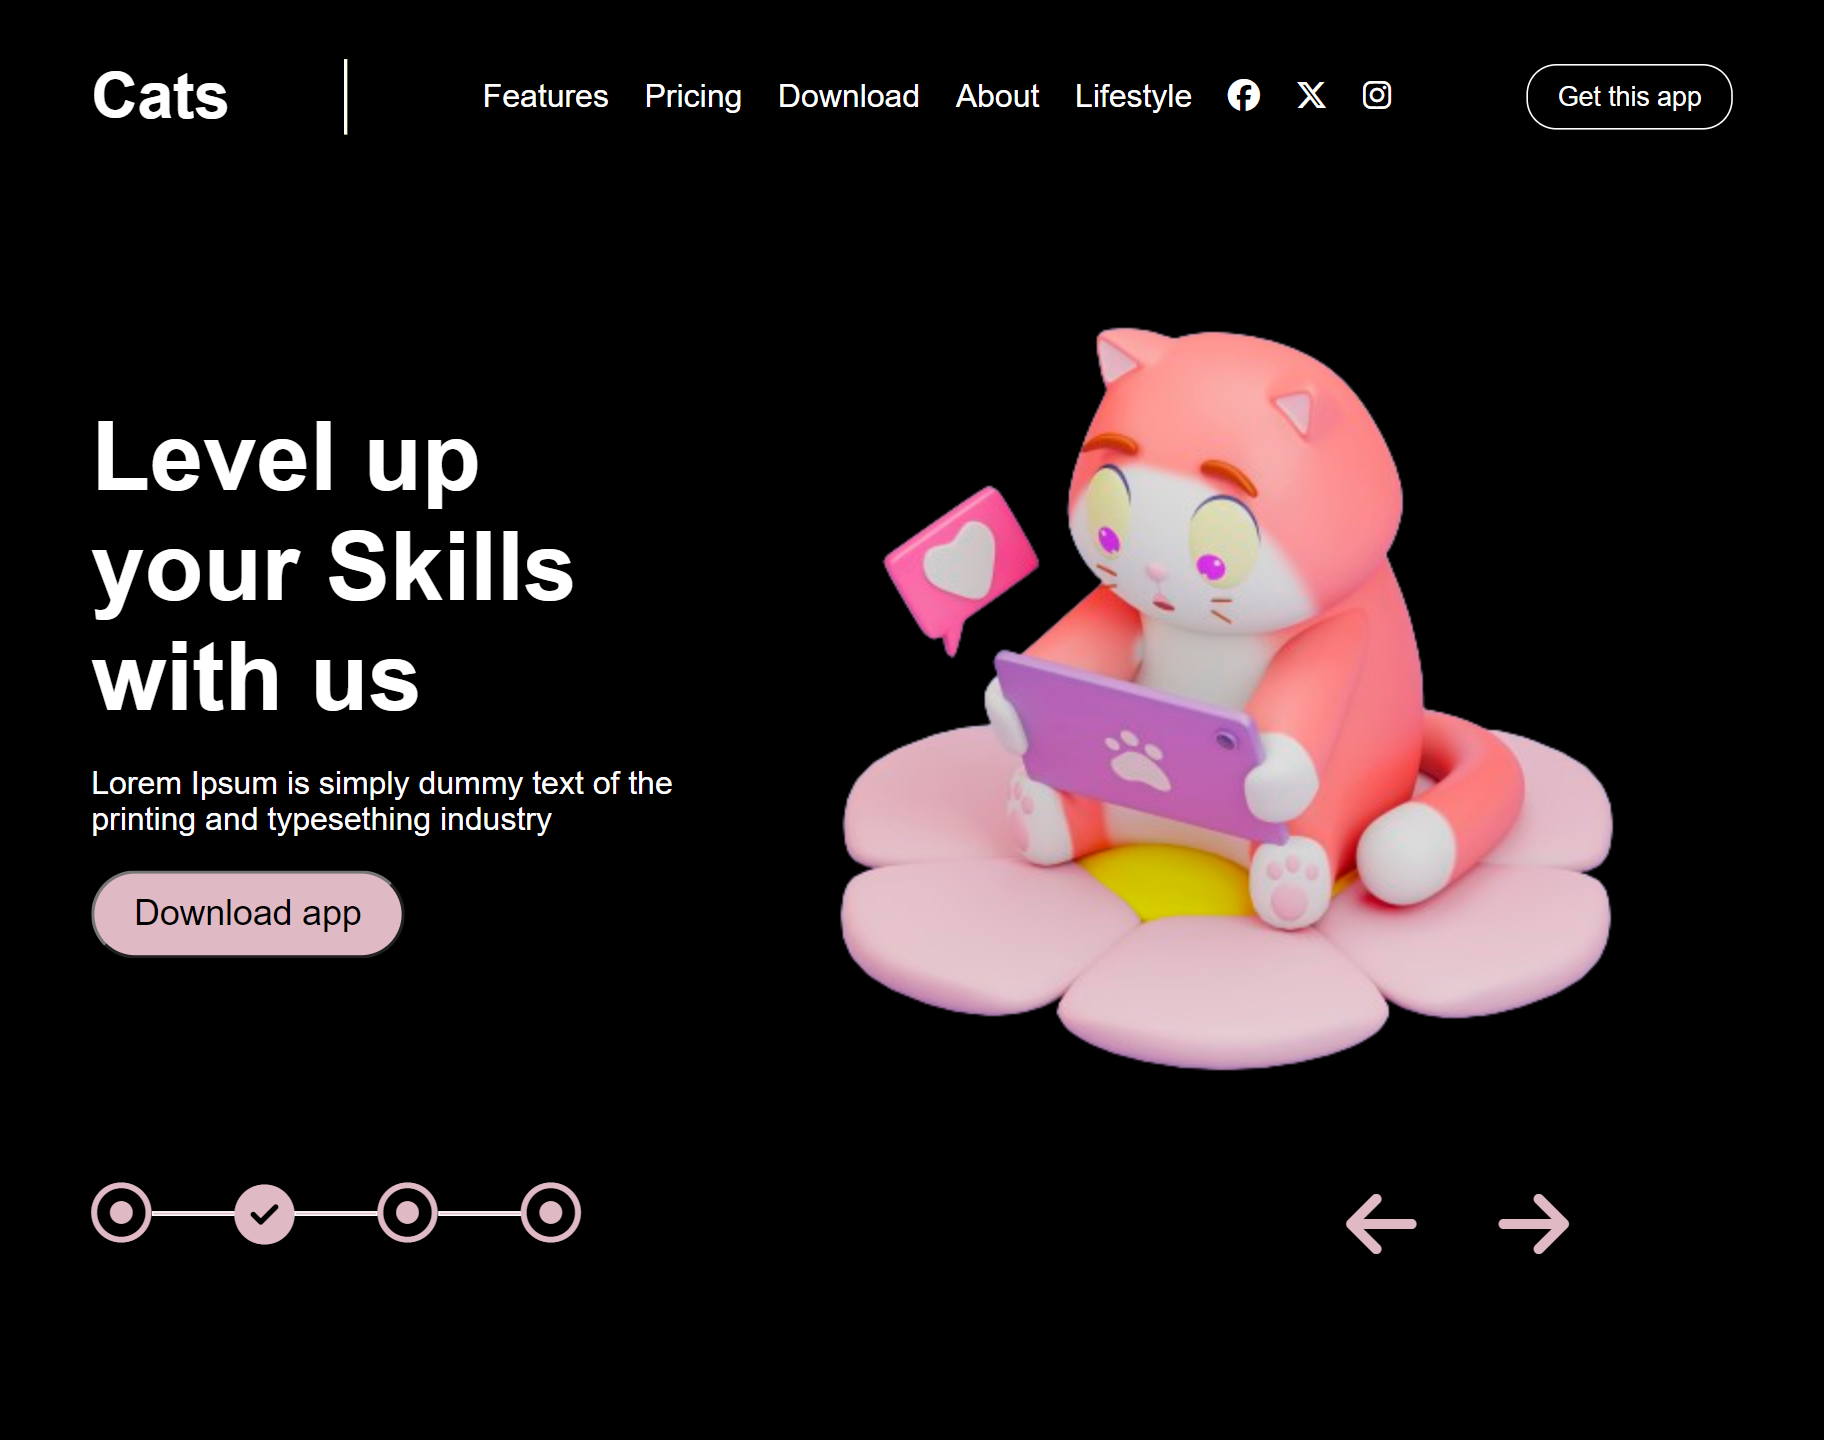 Cats
Features Pricing Download About Lifestyle
Get this app
Level up
your Skills
with us
Lorem Ipsum is simply dummy text of the
printing and typesething industry
Download app